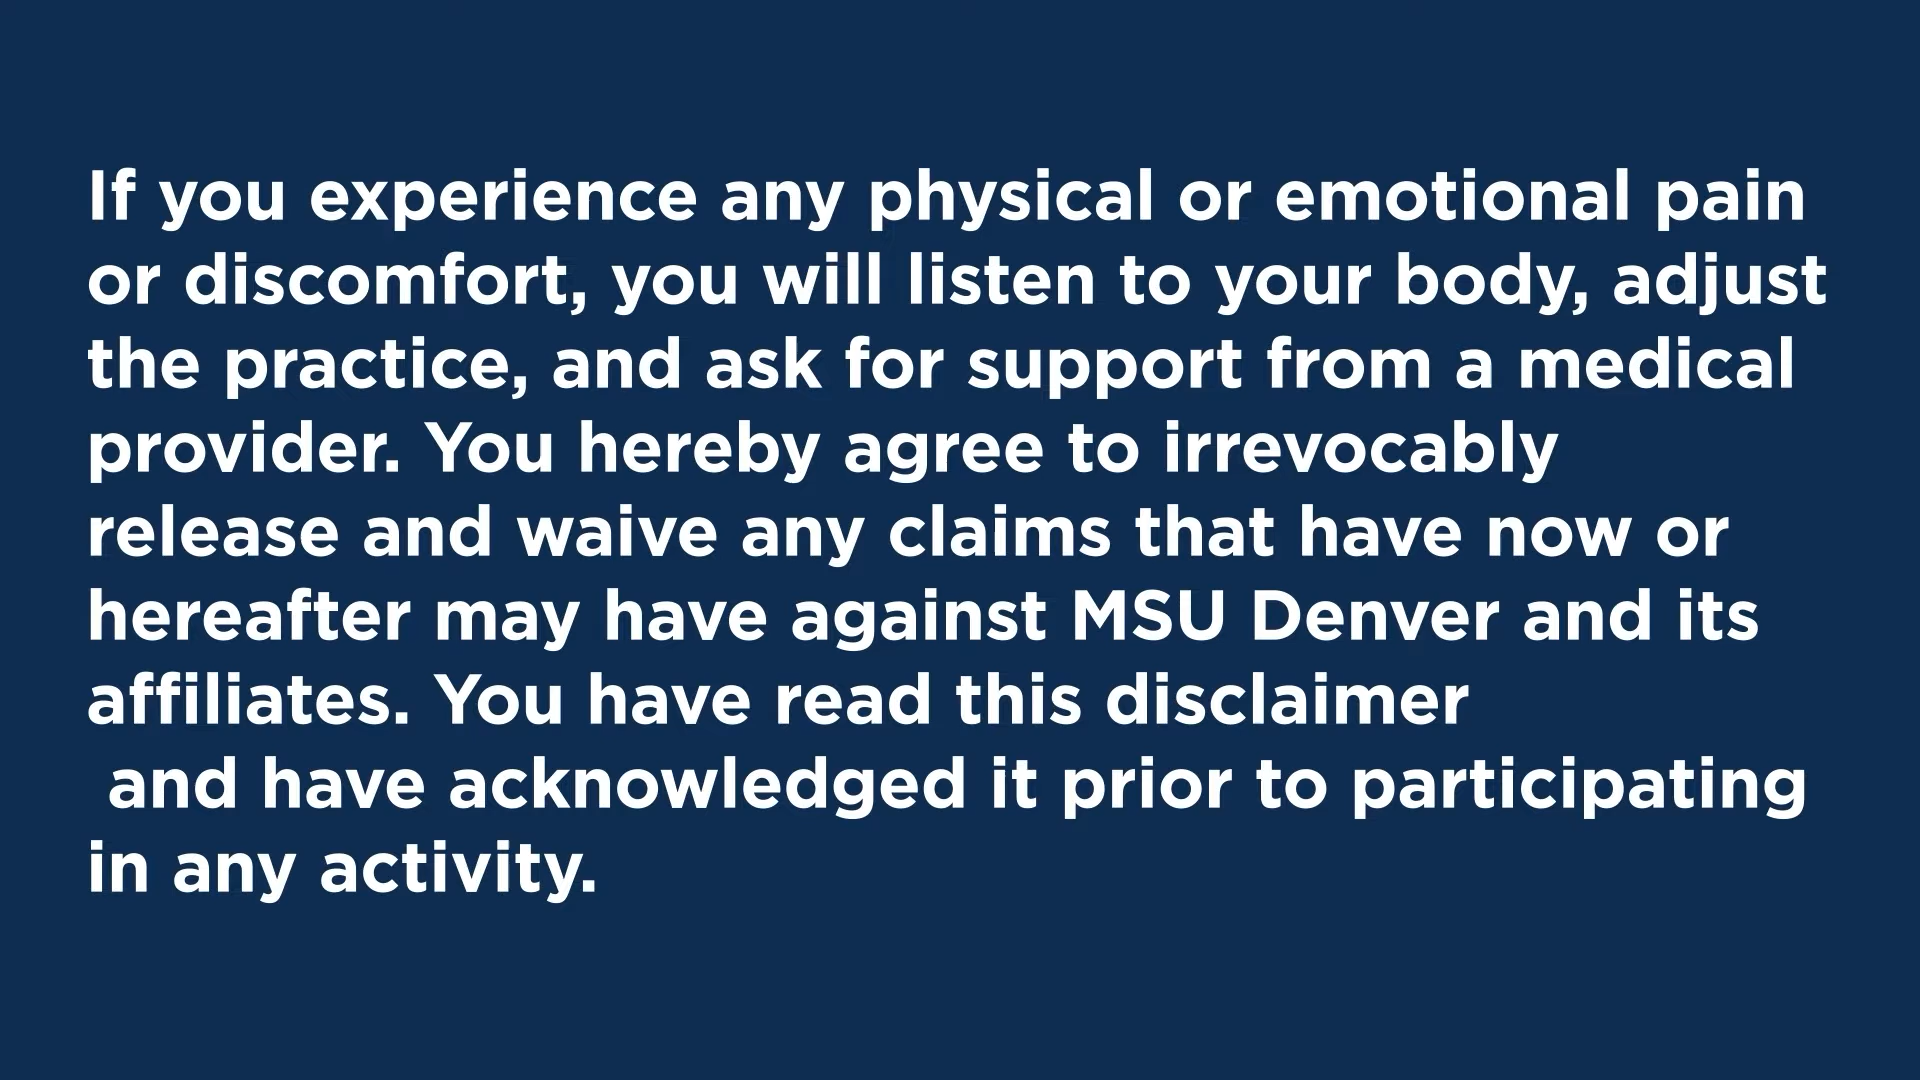 If you experience any physical or emotional pain
or discomfort, you will listen to your body, adjust
the practice, and ask for support from a medical
provider. You hereby agree to irrevocably
release and waive any claims that have now or
hereafter may have against MSU Denver and its
affiliates. You have read this disclaimer
and have acknowledged it prior to participating
in any activity.